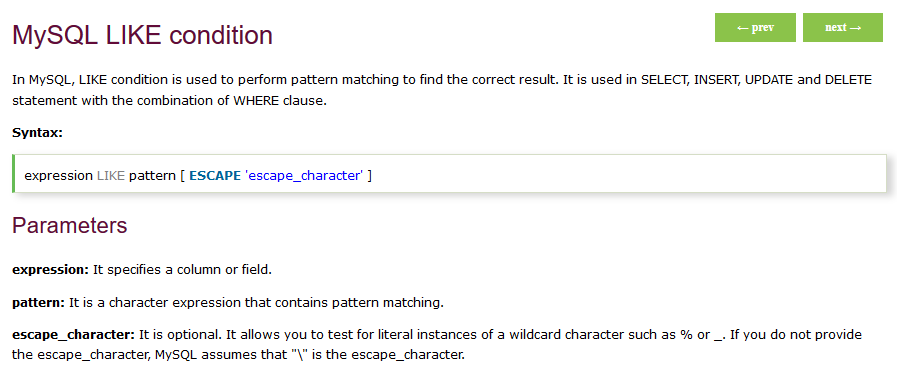 MySQL LIKE condition
← prev
next →
In MySQL, LIKE condition is used to perform pattern matching to find the correct result. It is used in SELECT, INSERT, UPDATE and DELETE
statement with the combination of WHERE clause.
Syntax:
expression LIKE pattern [ ESCAPE 'escape_character' ]
Parameters
expression: It specifies a column or field.
pattern: It is a character expression that contains pattern matching.
escape_character: It is optional. It allows you to test for literal instances of a wildcard character such as % or _. If you do not provide
the escape_character, MySQL assumes that "\" is the escape_character.